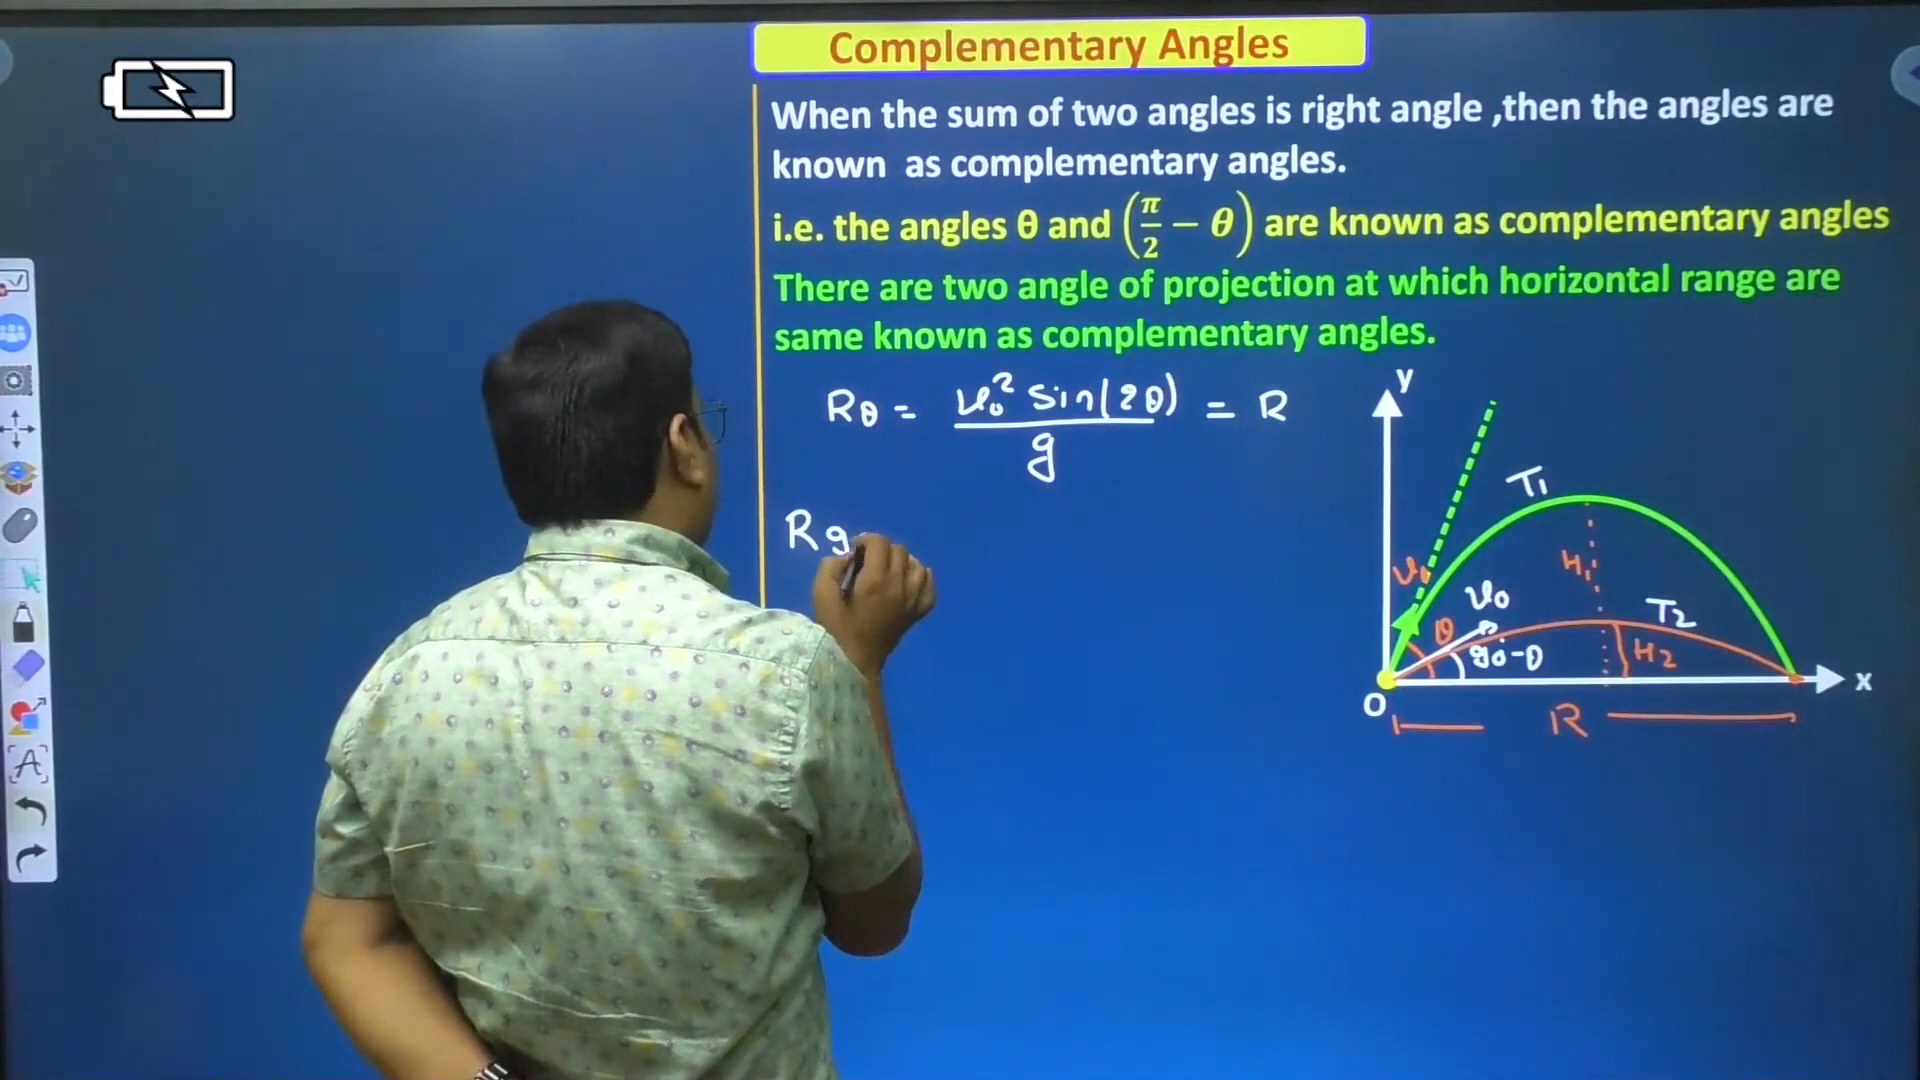 Complementary Angles
When the sum of two angles is right angle ,then the angles are
known as complementary angles.
i.e. the angles θ and (π/2 − θ) are known as complementary angles
There are two angle of projection at which horizontal range are
same known as complementary angles.
Rθ = u₀² sin(2θ)/g = R
R9
y
T₁
H₁
u₀
u₀
θ
T₂
90-θ
H₂
O
x
R